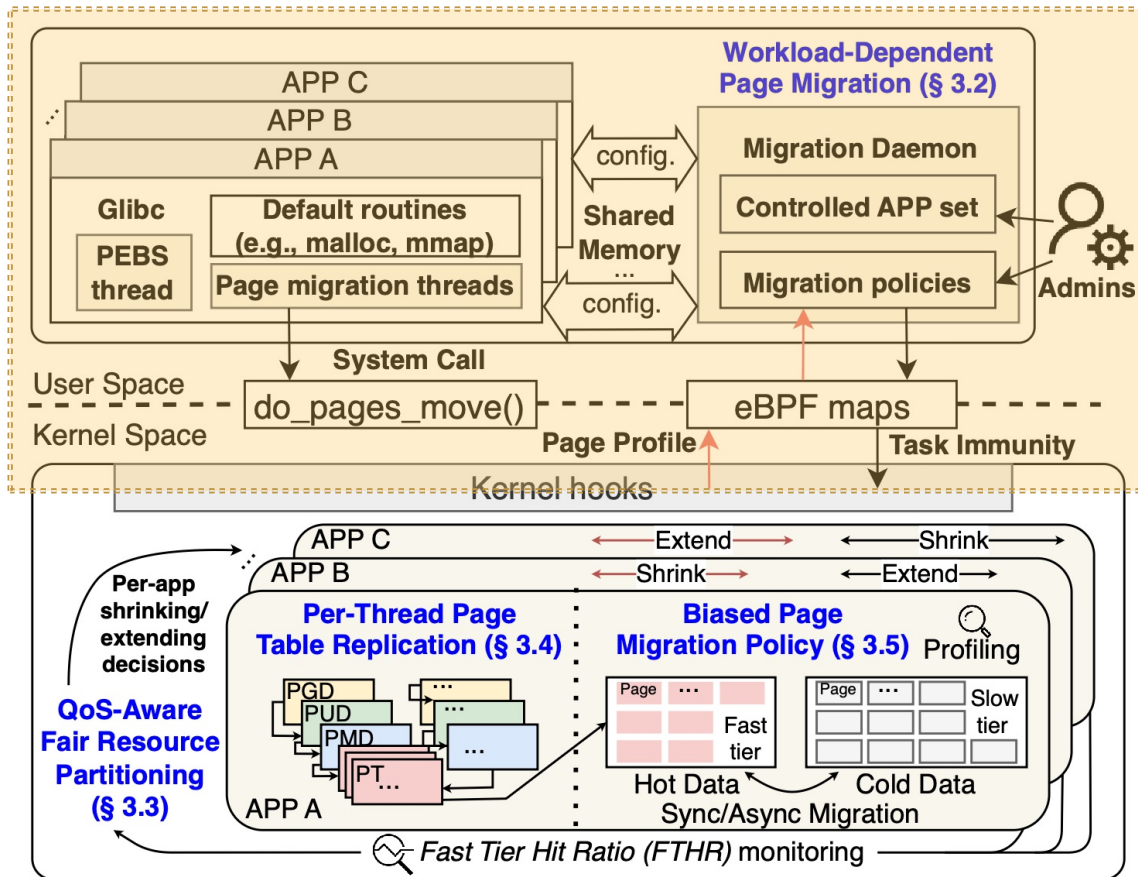 Workload-Dependent
Page Migration (§ 3.2)
APP C
APP B
APP A
...
Glibc
PEBS
thread
Default routines
(e.g., malloc, mmap)
Page migration threads
config.
Shared
Memory
...
config.
Migration Daemon
Controlled APP set
Migration policies
Admins
System Call
User Space
do_pages_move()
eBPF maps
Kernel Space
Page Profile
Task Immunity
Kernel hooks
APP C
Extend
Shrink
APP B
Shrink
Extend
...
Per-app
shrinking/
extending
decisions
QoS-Aware
Fair Resource
Partitioning
(§ 3.3)
Per-Thread Page
Table Replication (§ 3.4)
PGD
PUD
PMD
PT
...
...
...
...
APP A
Biased Page
Migration Policy (§ 3.5)
Profiling
Page ...
Fast
tier
Page ...
Slow
tier
Hot Data
Cold Data
Sync/Async Migration
Fast Tier Hit Ratio (FTHR) monitoring